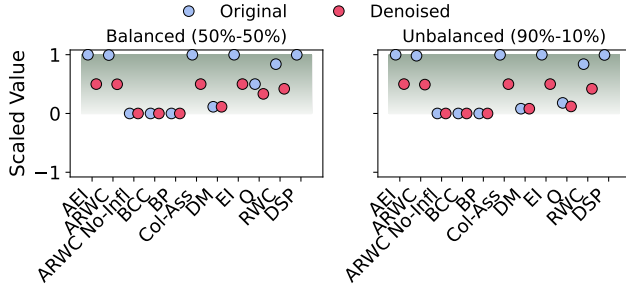 Original Denoised
Balanced (50%-50%) Unbalanced (90%-10%)
Scaled Value
1
0
−1
AEI
ARWC
ARWC No-Infl
BCC
BP
Col-Ass
DM
EI
Q
RWC
DSP
AEI
ARWC
ARWC No-Infl
BCC
BP
Col-Ass
DM
EI
Q
RWC
DSP